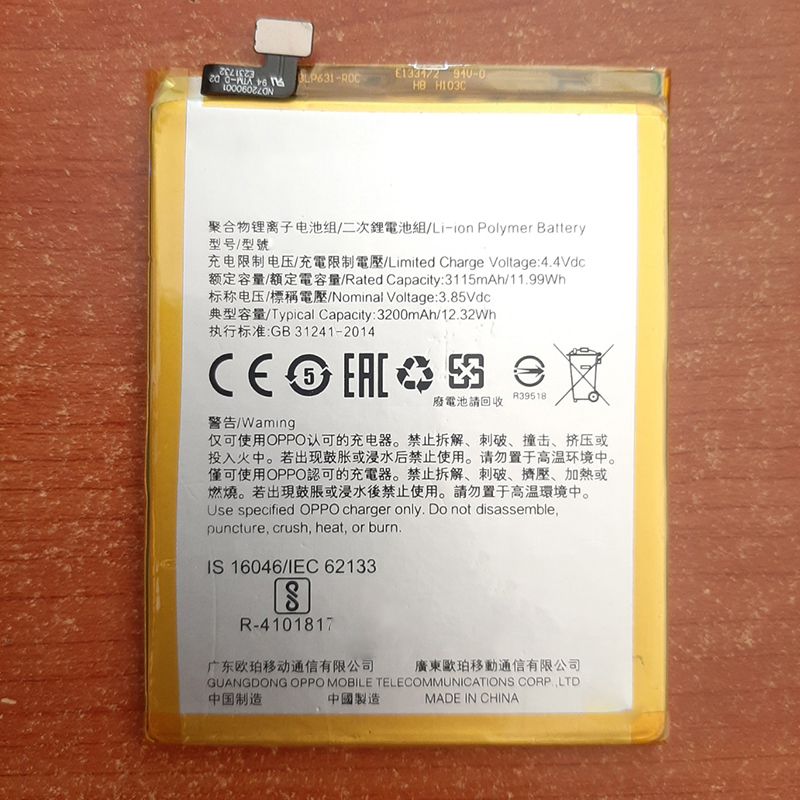 ND72090001
94 VTM-0 D2
E231732
BLP631-RDC
E133472 94V-0
HB H103C
聚合物锂离子电池组/二次鋰電池組/Li-ion Polymer Battery
型号/型號
充电限制电压/充電限制電壓/Limited Charge Voltage:4.4Vdc
额定容量/額定電容量/Rated Capacity:3115mAh/11.99Wh
标称电压/標稱電壓/Nominal Voltage:3.85Vdc
典型容量/Typical Capacity:3200mAh/12.32Wh
执行标准:GB 31241-2014
CE 5 EAC
廢電池請回收
R39518
警告/Warning
仅可使用OPPO认可的充电器。禁止拆解、刺破、撞击、挤压或
投入火中。若出现鼓胀或浸水后禁止使用。请勿置于高温环境中。
僅可使用OPPO認可的充電器。禁止拆解、刺破、擠壓、加熱或
燃燒。若出現鼓脹或浸水後禁止使用。請勿置于高溫環境中。
Use specified OPPO charger only. Do not disassemble,
puncture, crush, heat, or burn.
IS 16046/IEC 62133
R-4101817
广东欧珀移动通信有限公司 廣東歐珀移動通信有限公司
GUANGDONG OPPO MOBILE TELECOMMUNICATIONS CORP.,LTD
中国制造 中國製造 MADE IN CHINA